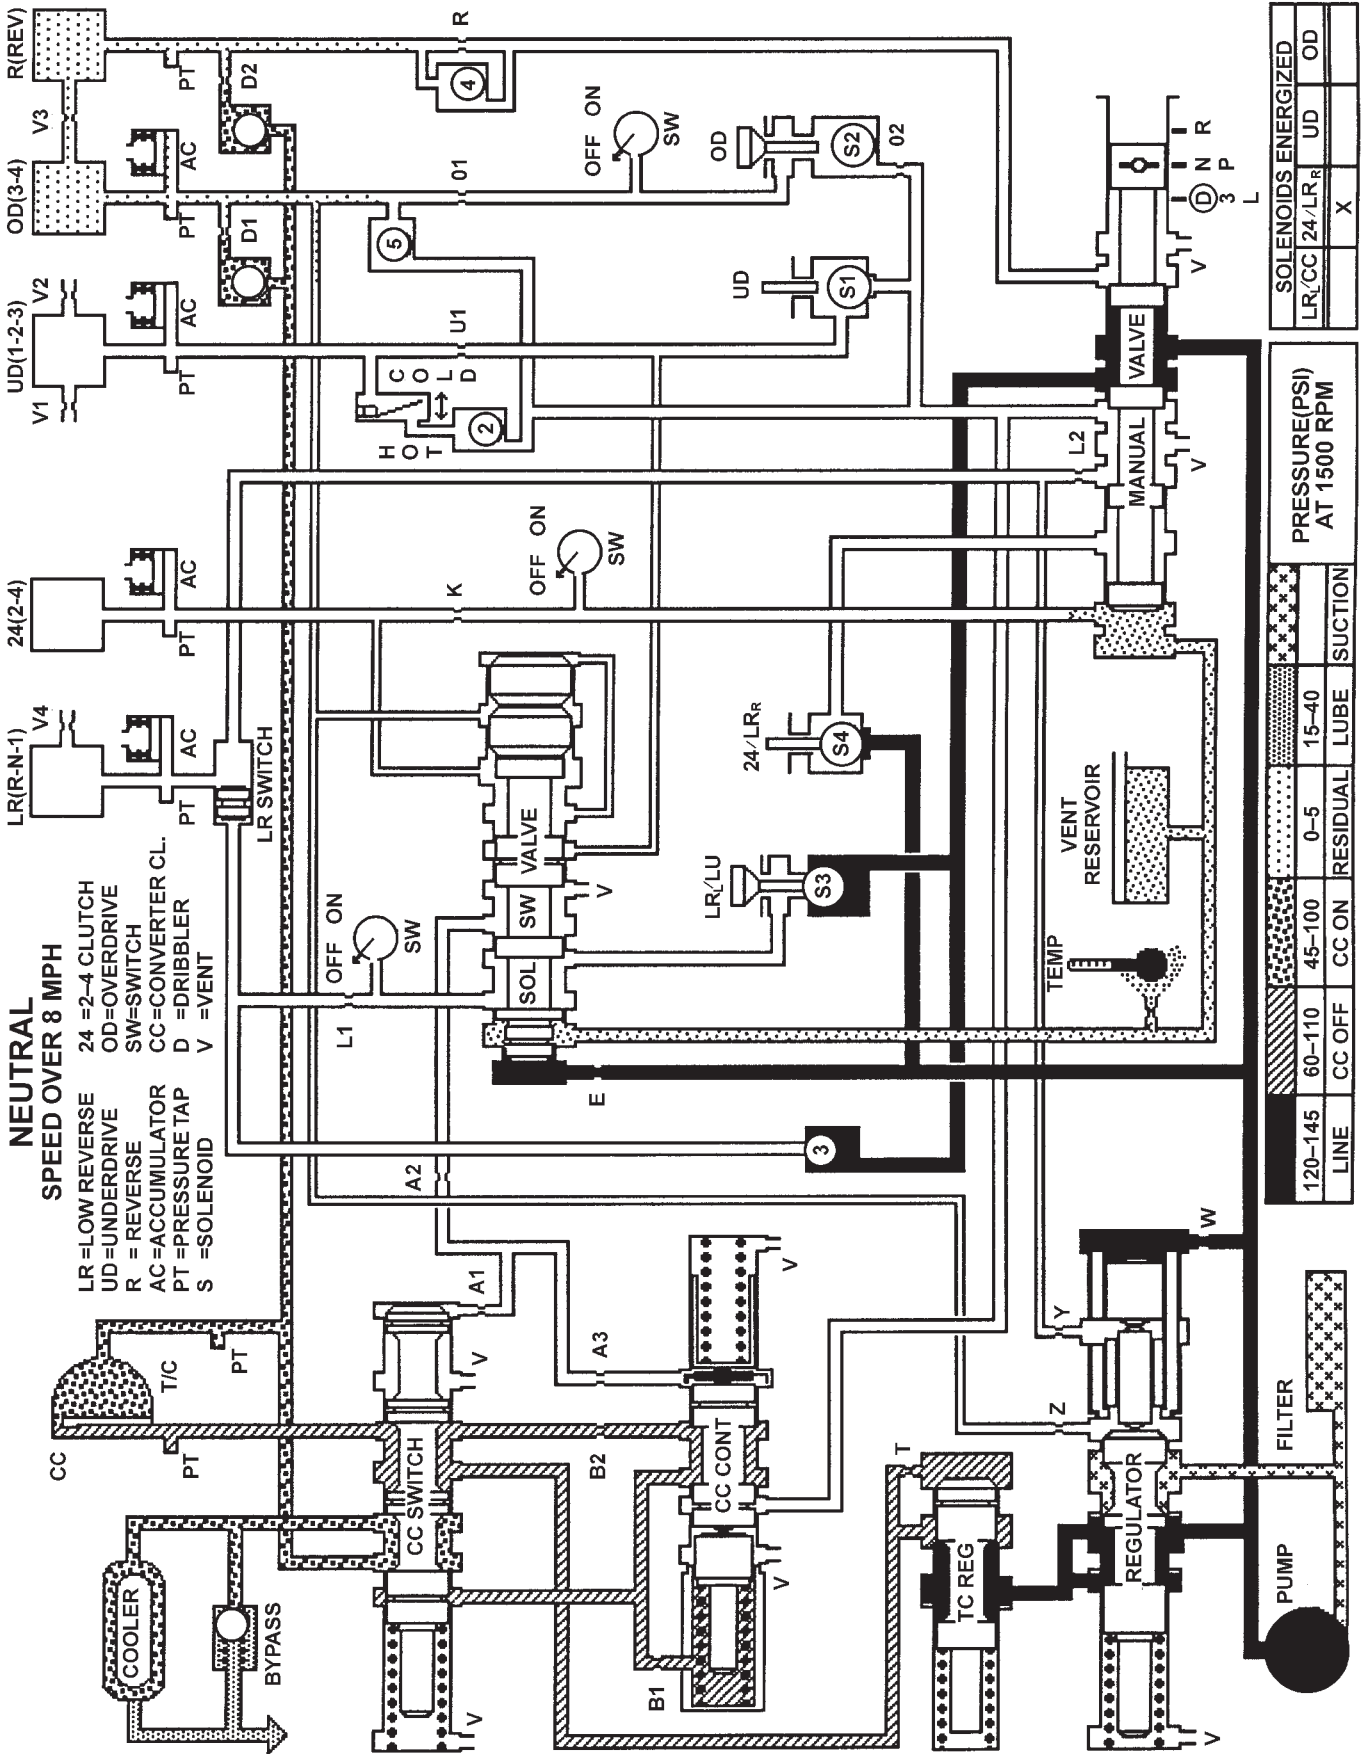 NEUTRAL
SPEED OVER 8 MPH
LR =LOW REVERSE
UD=UNDERDRIVE
R = REVERSE
AC=ACCUMULATOR
PT =PRESSURE TAP
S =SOLENOID
24 =2–4 CLUTCH
OD=OVERDRIVE
SW=SWITCH
CC=CONVERTER CL.
D =DRIBBLER
V =VENT
LR(R-N-1)
V4
AC
PT
LR SWITCH
24(2-4)
AC
PT
UD(1-2-3)
V1
V2
AC
PT
OD(3-4)
V3
AC
PT
D1
R(REV)
PT
D2
CC
T/C
PT
PT
COOLER
BYPASS
CC SWITCH
V
V
A1
A2
A3
L1
OFF ON
SW
K
OFF ON
SW
HOT
COLD
U1
2
5
01
4
R
OFF ON
SW
B1
B2
CC CONT
V
V
E
SOL SW VALVE
V
LRL/LU
S3
24/LRR
S4
UD
S1
OD
S2
02
3
T
TC REG
Z
Y
W
REGULATOR
V
PUMP
FILTER
TEMP
VENT
RESERVOIR
MANUAL VALVE
L2
V
V
R
N P
D 3 L
120–145 60–110 45–100 0–5 15–40
LINE CC OFF CC ON RESIDUAL LUBE SUCTION
PRESSURE(PSI)
AT 1500 RPM
SOLENOIDS ENERGIZED
LRL/CC 24/LRR UD OD
X